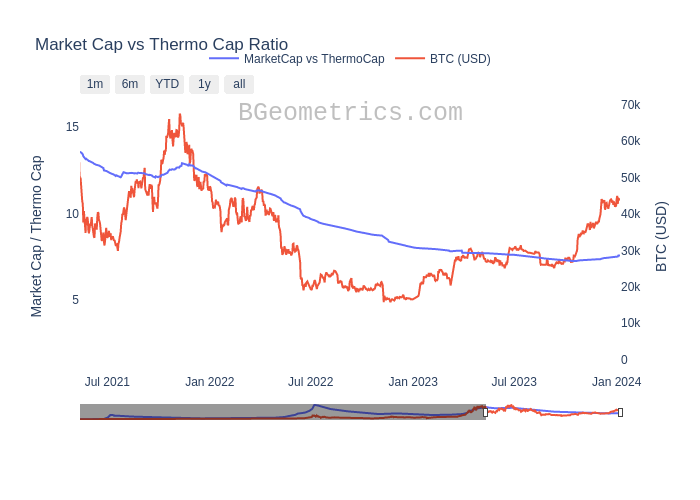 Market Cap vs Thermo Cap Ratio
MarketCap vs ThermoCap
BTC (USD)
1m 6m YTD 1y all
BGeometrics.com
Market Cap / Thermo Cap
15
10
5
70k
60k
50k
40k
30k
20k
10k
0
BTC (USD)
Jul 2021 Jan 2022 Jul 2022 Jan 2023 Jul 2023 Jan 2024